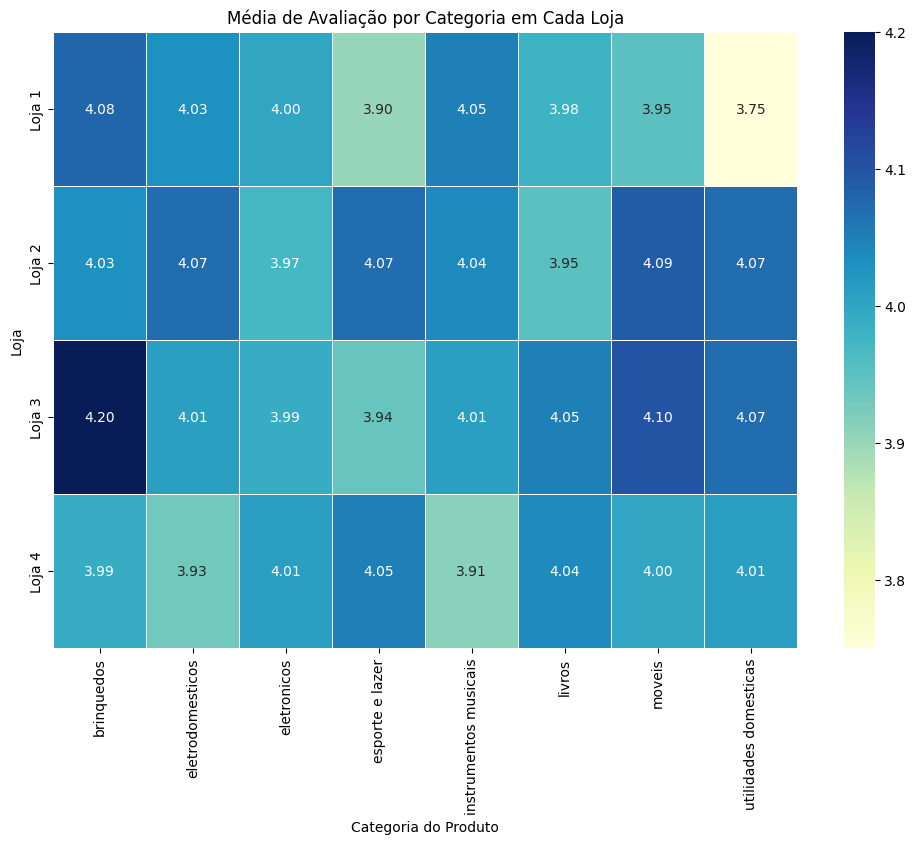 Média de Avaliação por Categoria em Cada Loja
Loja
Loja 1
4.08 4.03 4.00 3.90 4.05 3.98 3.95 3.75
Loja 2
4.03 4.07 3.97 4.07 4.04 3.95 4.09 4.07
Loja 3
4.20 4.01 3.99 3.94 4.01 4.05 4.10 4.07
Loja 4
3.99 3.93 4.01 4.05 3.91 4.04 4.00 4.01
brinquedos
eletrodomesticos
eletronicos
esporte e lazer
instrumentos musicais
livros
moveis
utilidades domesticas
Categoria do Produto
4.2
4.1
4.0
3.9
3.8